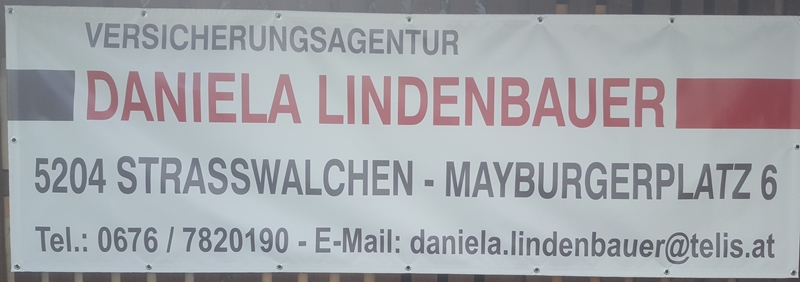 VERSICHERUNGSAGENTUR
DANIELA LINDENBAUER
5204 STRASSWALCHEN - MAYBURGERPLATZ 6
Tel.: 0676 / 7820190 - E-Mail: daniela.lindenbauer@telis.at